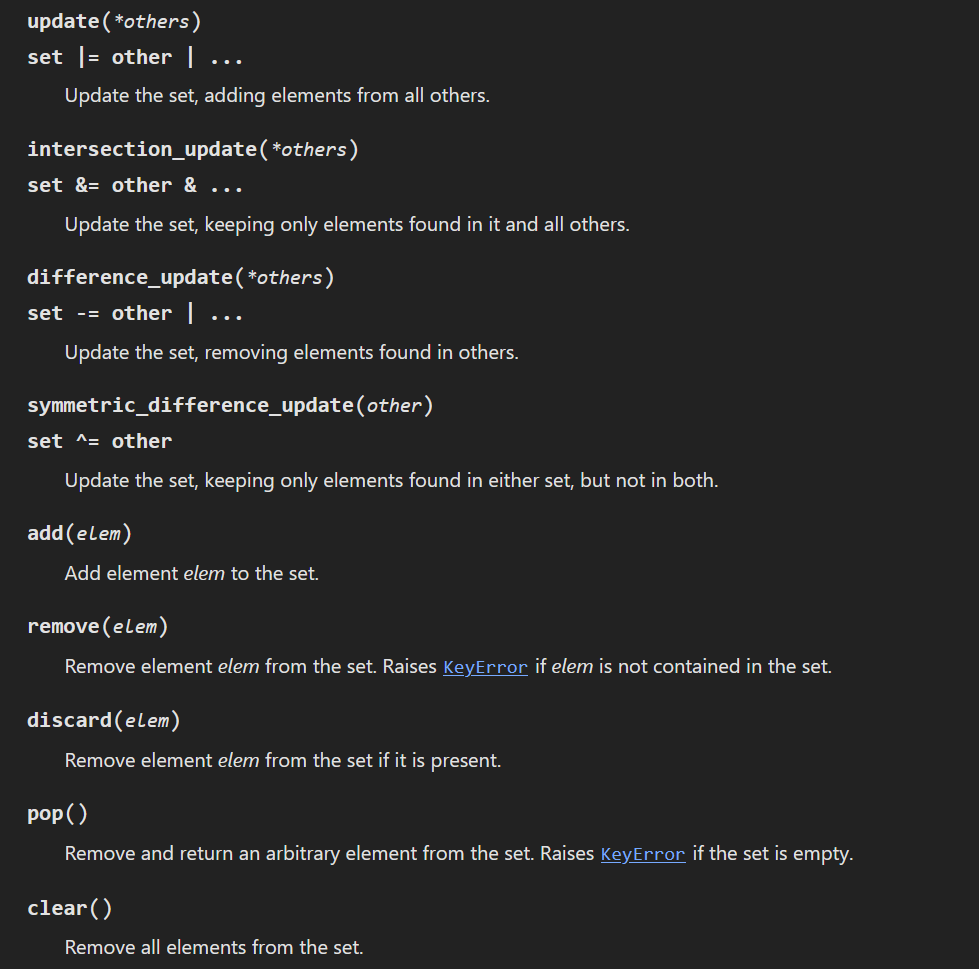 update(*others)
set |= other | ...
Update the set, adding elements from all others.
intersection_update(*others)
set &= other & ...
Update the set, keeping only elements found in it and all others.
difference_update(*others)
set -= other | ...
Update the set, removing elements found in others.
symmetric_difference_update(other)
set ^= other
Update the set, keeping only elements found in either set, but not in both.
add(elem)
Add element elem to the set.
remove(elem)
Remove element elem from the set. Raises KeyError if elem is not contained in the set.
discard(elem)
Remove element elem from the set if it is present.
pop()
Remove and return an arbitrary element from the set. Raises KeyError if the set is empty.
clear()
Remove all elements from the set.